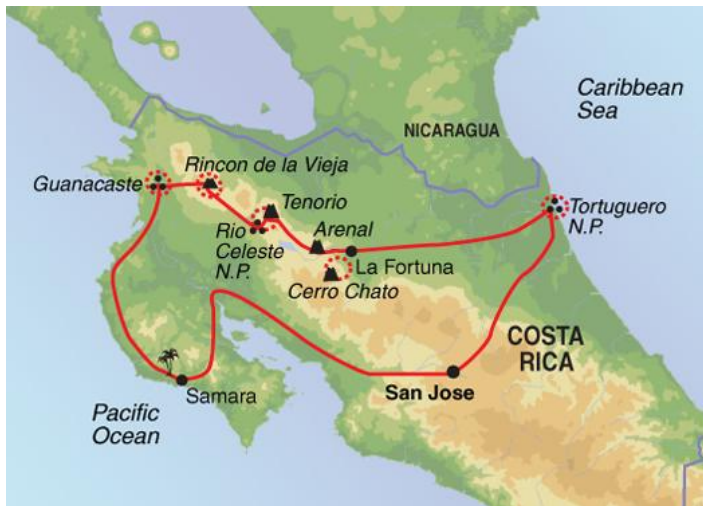 Caribbean
Sea
NICARAGUA
Rincon de la Vieja
Guanacaste
Tenorio
Tortuguero
N.P.
Rio
Celeste
N.P.
Arenal
La Fortuna
Cerro Chato
COSTA
RICA
San Jose
Samara
Pacific
Ocean